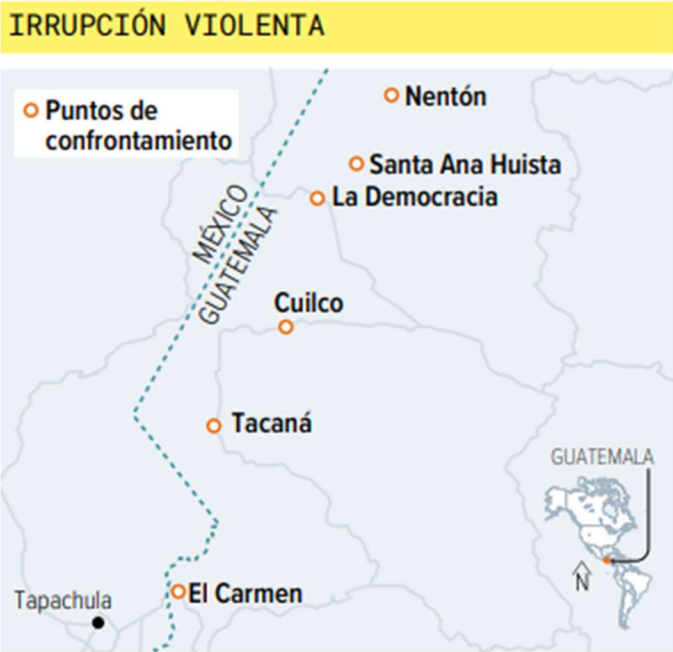 IRRUPCIÓN VIOLENTA
Puntos de
confrontamiento
Nentón
Santa Ana Huista
La Democracia
MÉXICO
GUATEMALA
Cuilco
Tacaná
GUATEMALA
N
El Carmen
Tapachula